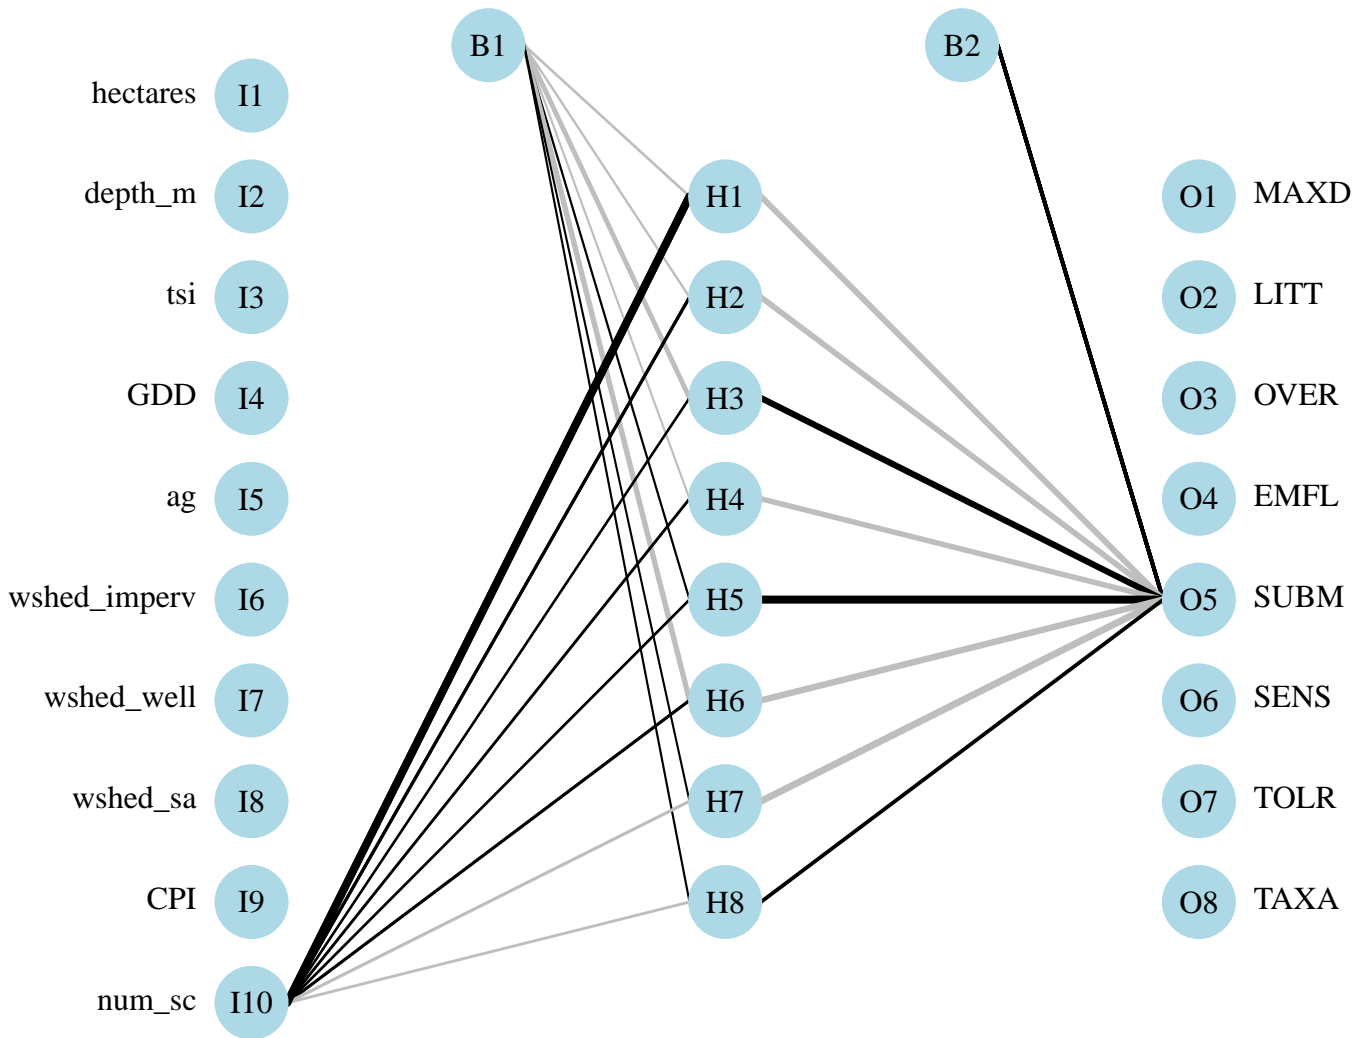 B1 B2
hectares I1
depth_m I2 H1 O1 MAXD
tsi I3 H2 O2 LITT
GDD I4 H3 O3 OVER
ag I5 H4 O4 EMFL
wshed_imperv I6 H5 O5 SUBM
wshed_well I7 H6 O6 SENS
wshed_sa I8 H7 O7 TOLR
CPI I9 H8 O8 TAXA
num_sc I10